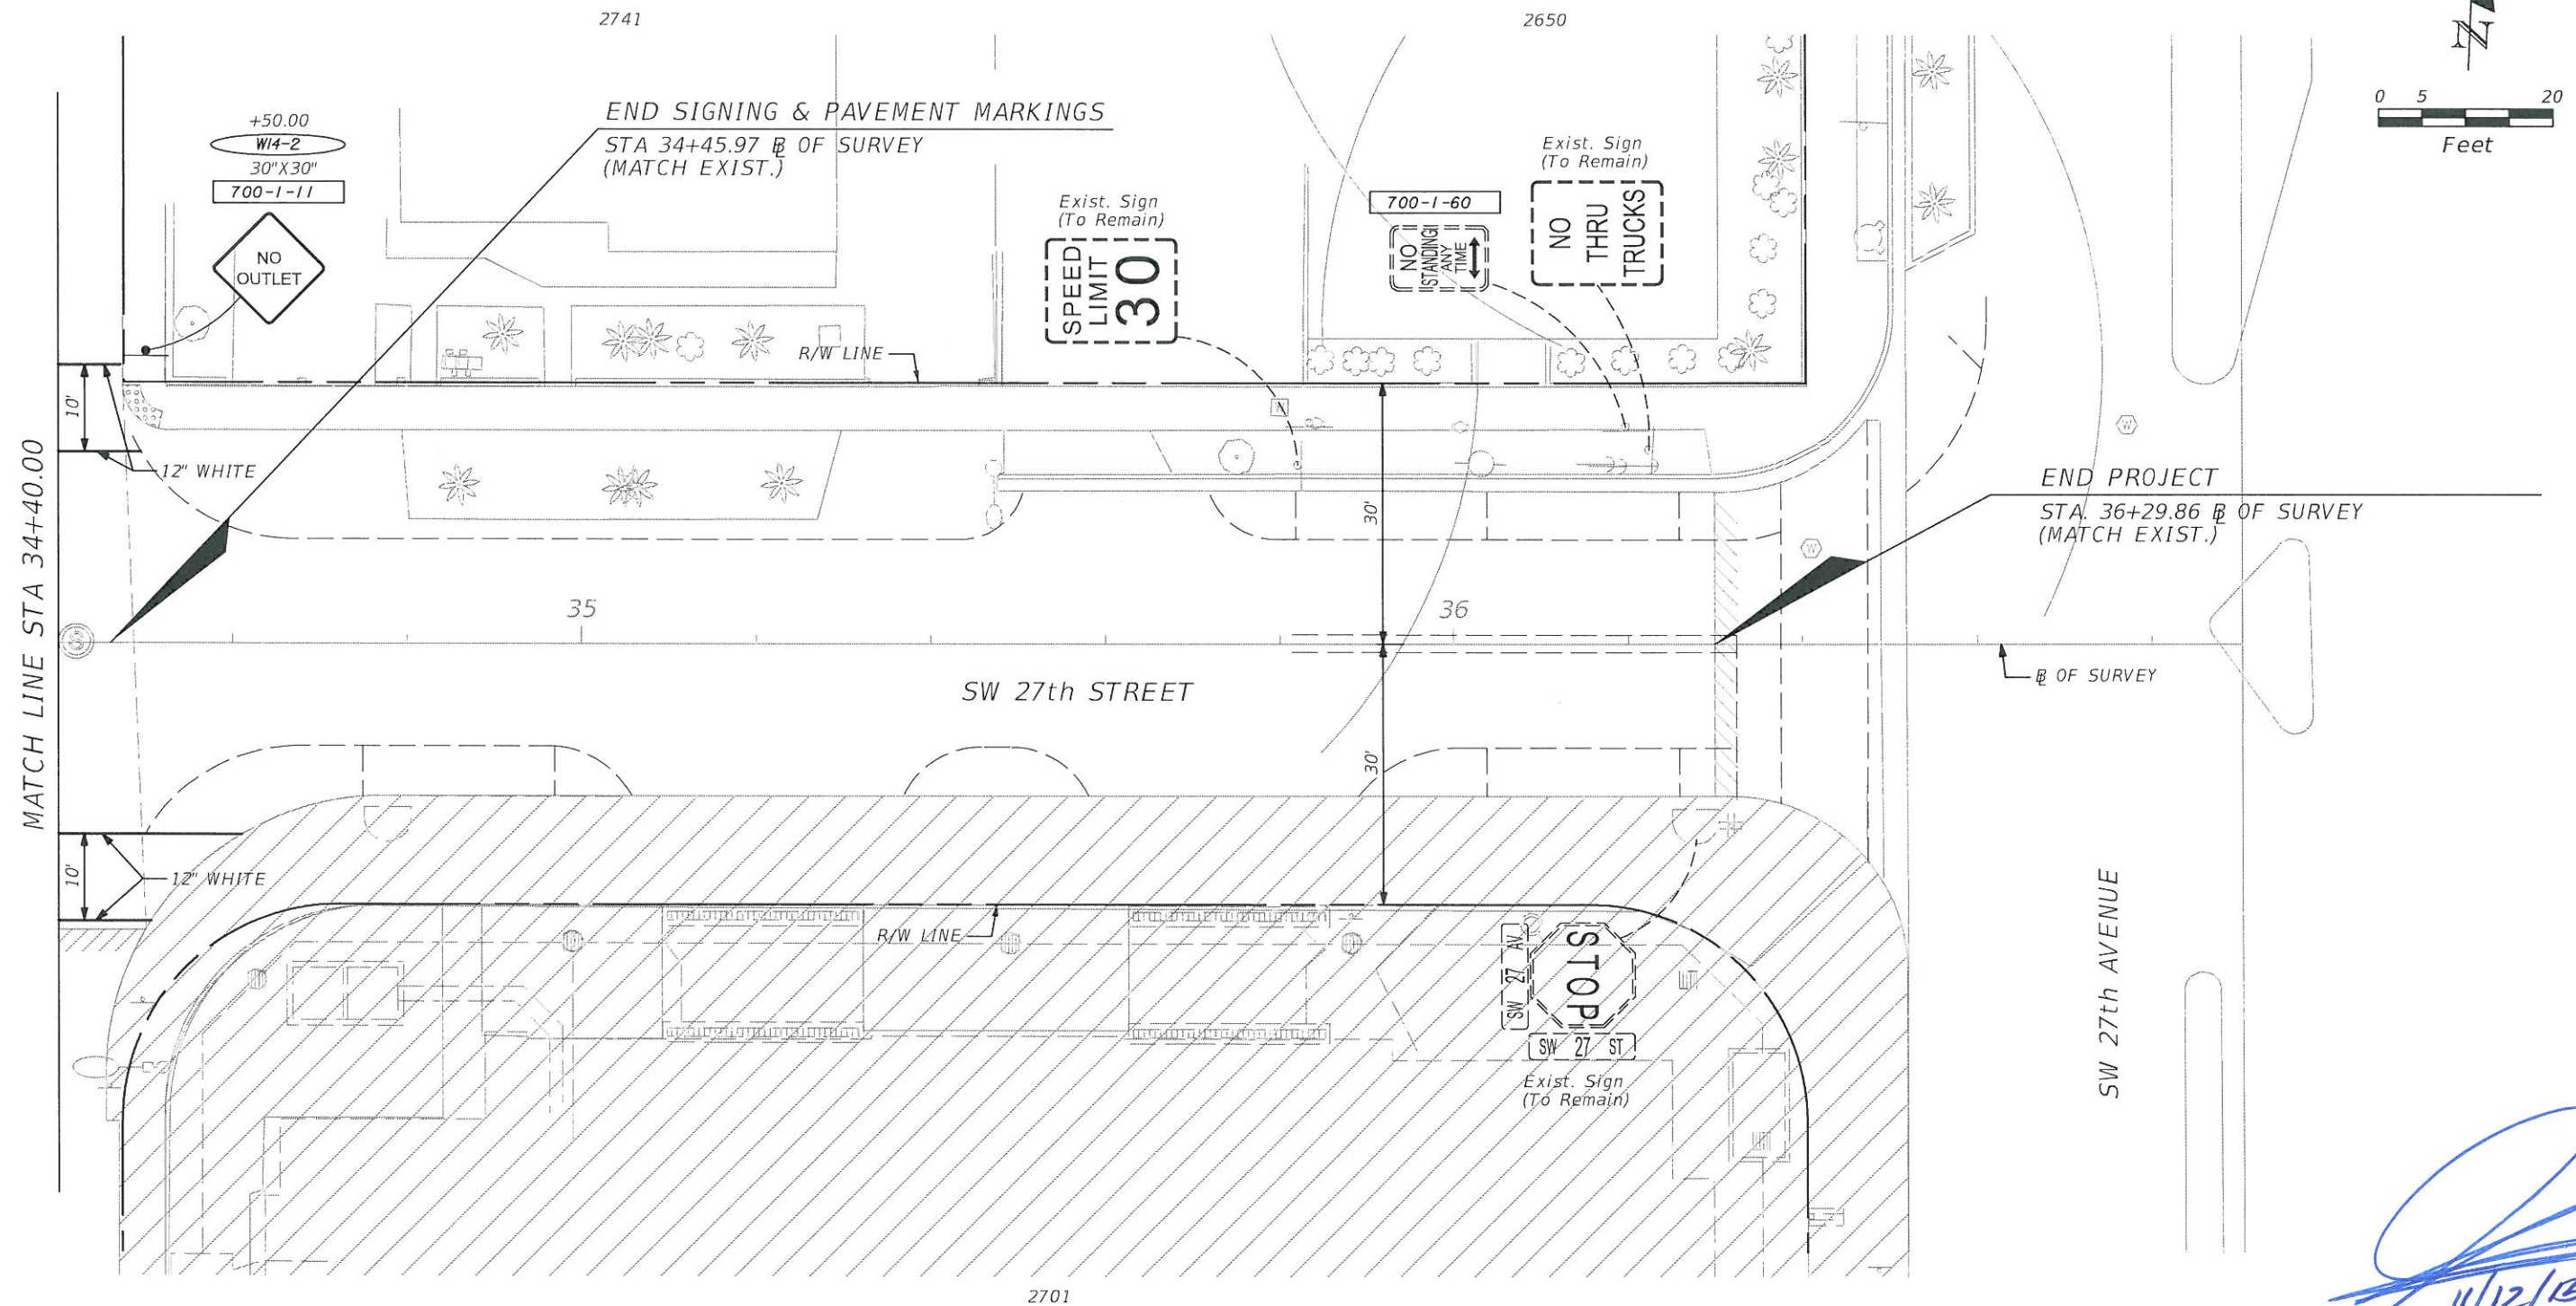 2741
2650
N
0 5 20
Feet
+50.00
W14-2
30"X30"
700-1-11
NO
OUTLET
END SIGNING & PAVEMENT MARKINGS
STA 34+45.97 BL OF SURVEY
(MATCH EXIST.)
Exist. Sign
(To Remain)
SPEED
LIMIT
30
700-1-60
NO
STANDING
ANY
TIME
Exist. Sign
(To Remain)
NO
THRU
TRUCKS
R/W LINE
10'
12" WHITE
MATCH LINE STA 34+40.00
30'
END PROJECT
STA. 36+29.86 BL OF SURVEY
(MATCH EXIST.)
W
W
S
35
36
SW 27th STREET
BL OF SURVEY
30'
10'
12" WHITE
R/W LINE
SW 27 AV
STOP
SW 27 ST
Exist. Sign
(To Remain)
SW 27th AVENUE
2701